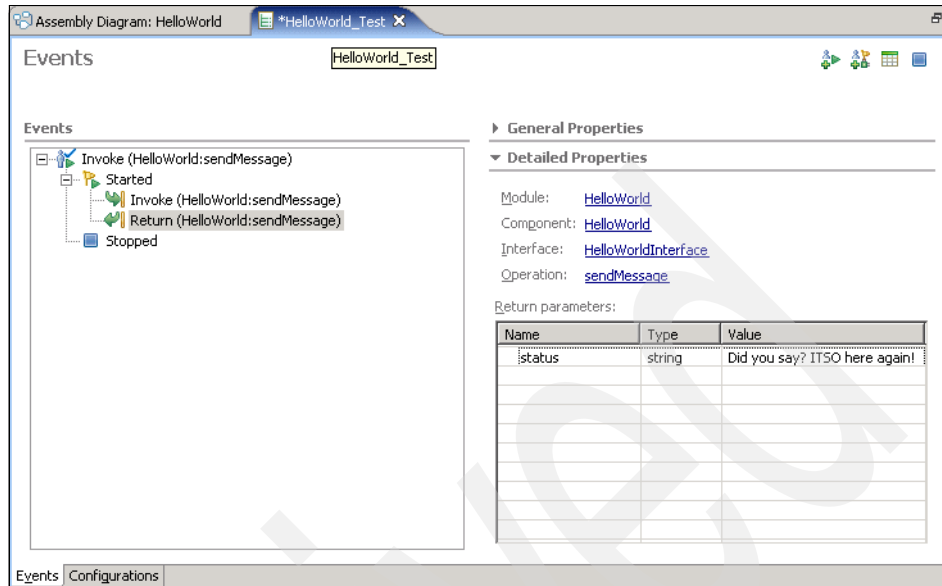 Assembly Diagram: HelloWorld
*HelloWorld_Test
Events
HelloWorld_Test
Events
Invoke (HelloWorld:sendMessage)
Started
Invoke (HelloWorld:sendMessage)
Return (HelloWorld:sendMessage)
Stopped
General Properties
Detailed Properties
Module: HelloWorld
Component: HelloWorld
Interface: HelloWorldInterface
Operation: sendMessage
Return parameters:
Name Type Value
status string Did you say? ITSO here again!
Events Configurations